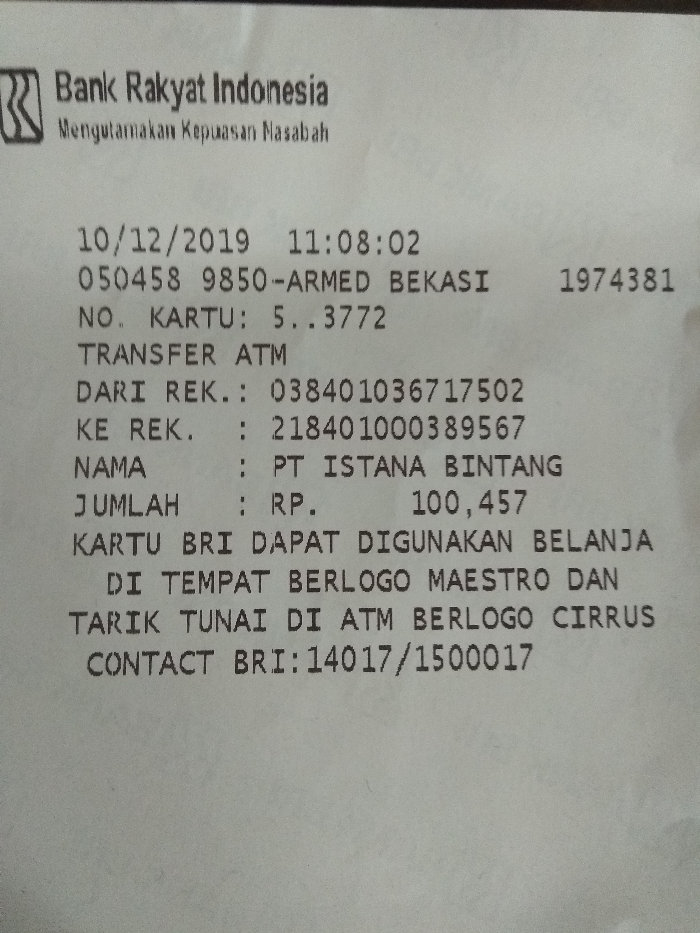 Bank Rakyat Indonesia
Mengutamakan Kepuasan Nasabah
10/12/2019 11:08:02
050458 9850-ARMED BEKASI 1974381
NO. KARTU: 5..3772
TRANSFER ATM
DARI REK.: 038401036717502
KE REK. : 218401000389567
NAMA : PT ISTANA BINTANG
JUMLAH : RP. 100,457
KARTU BRI DAPAT DIGUNAKAN BELANJA
DI TEMPAT BERLOGO MAESTRO DAN
TARIK TUNAI DI ATM BERLOGO CIRRUS
CONTACT BRI:14017/1500017